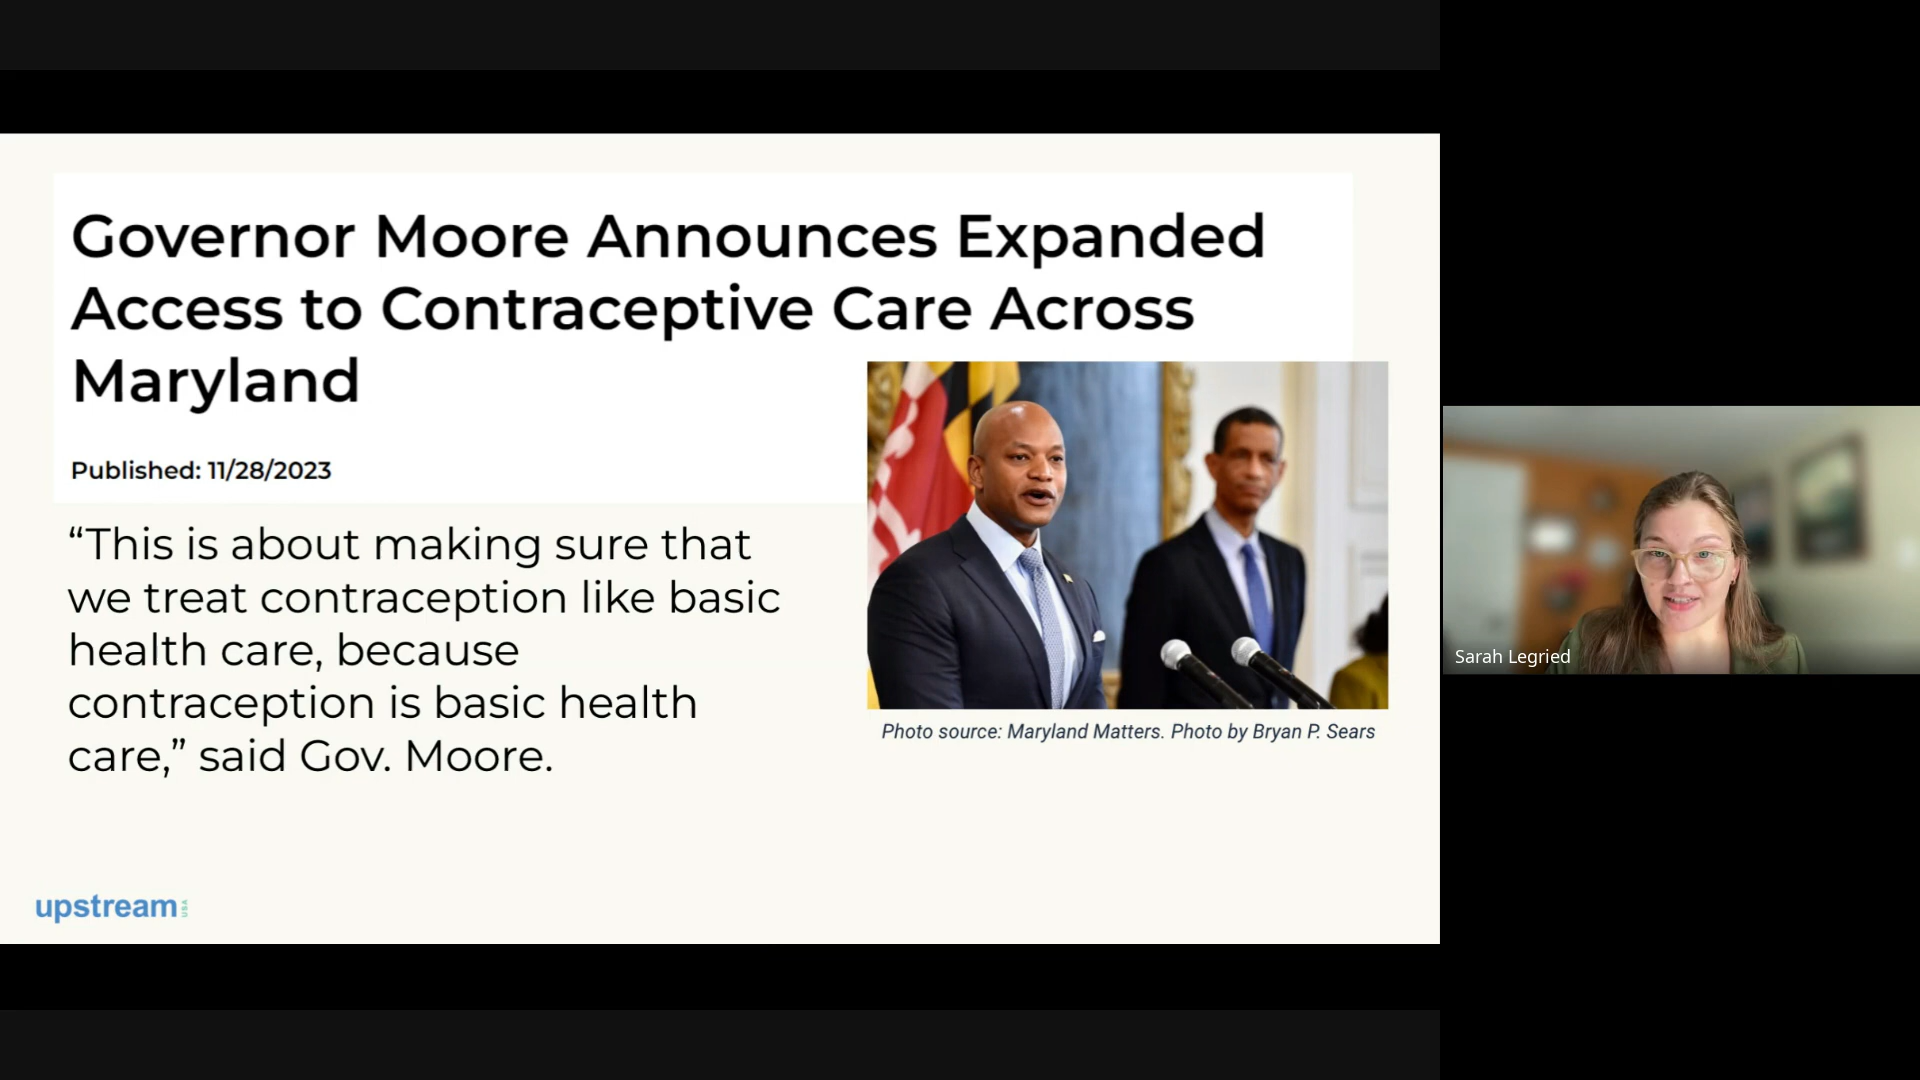 Governor Moore Announces Expanded
Access to Contraceptive Care Across
Maryland
Published: 11/28/2023
“This is about making sure that
we treat contraception like basic
health care, because
contraception is basic health
care,” said Gov. Moore.
Photo source: Maryland Matters. Photo by Bryan P. Sears
upstream USA
Sarah Legried